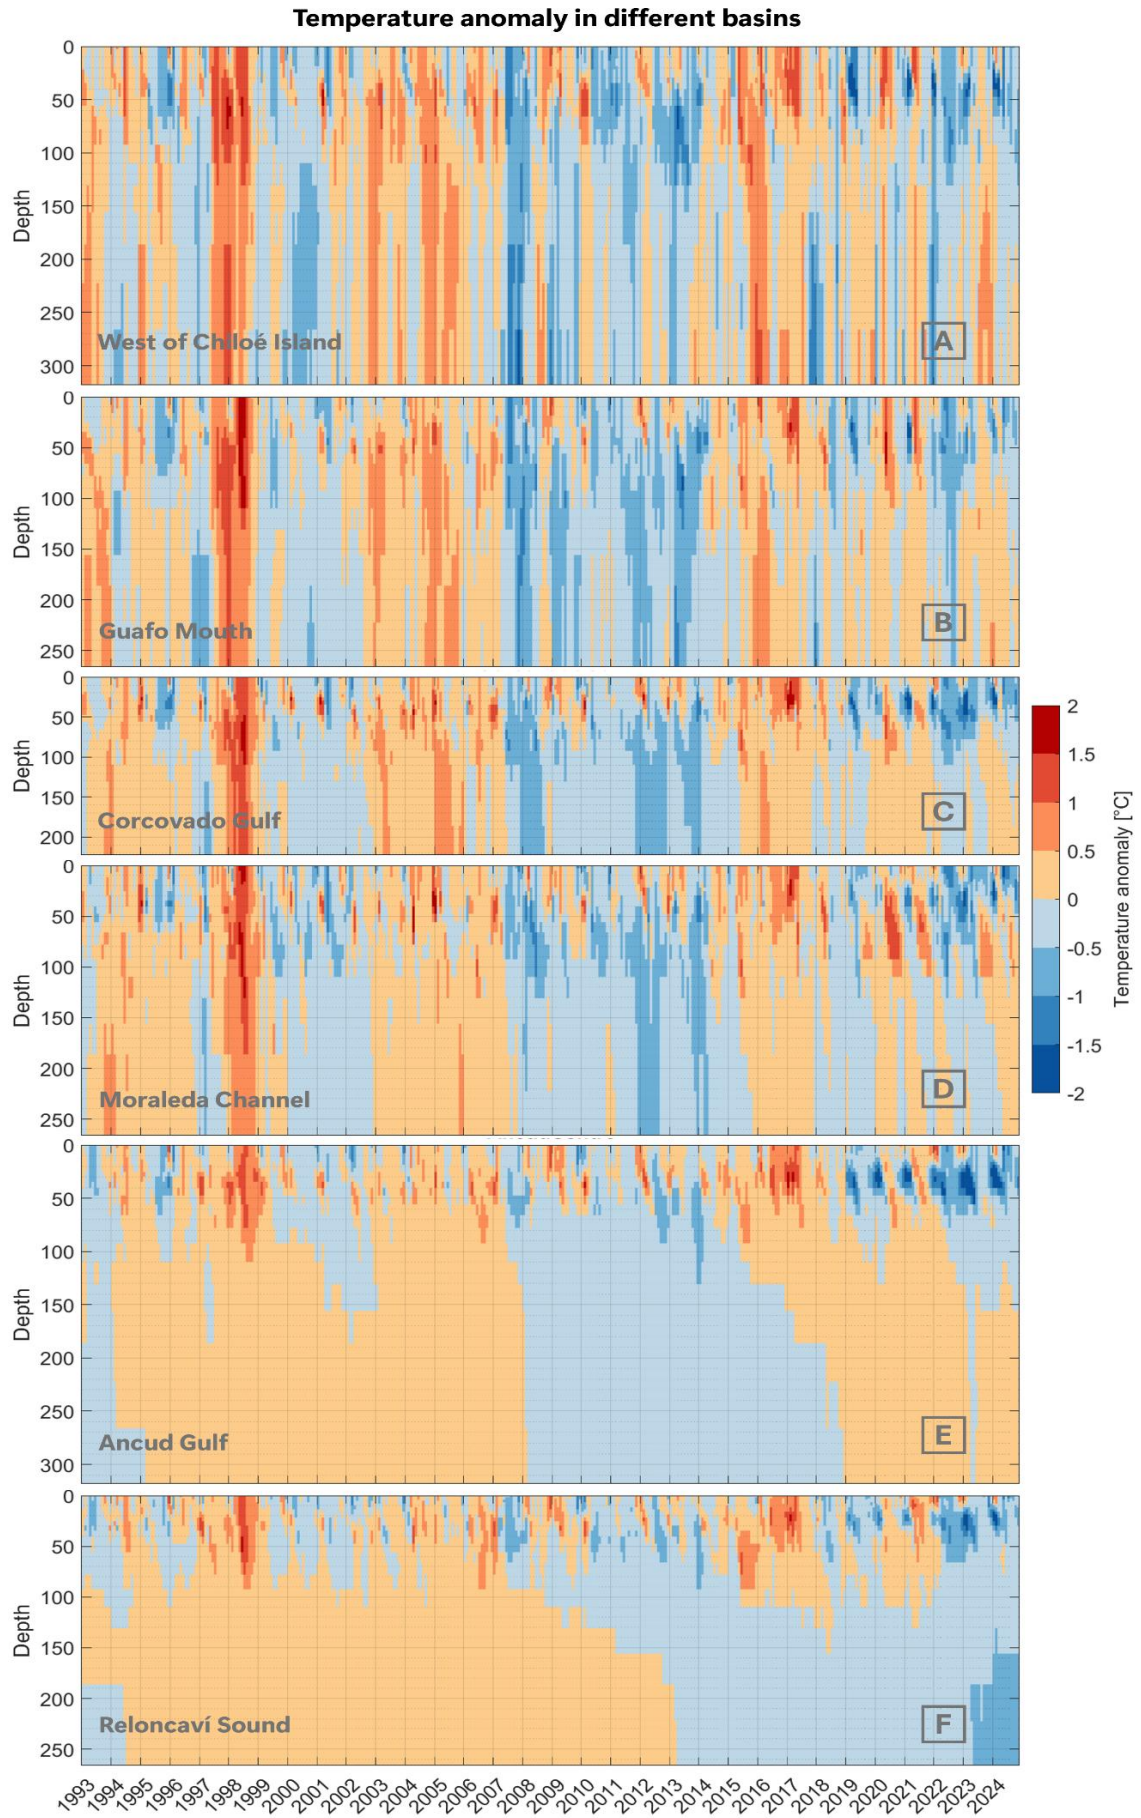 Temperature anomaly in different basins
0
50
100
150
200
250
300
Depth
West of Chiloé Island
A
0
50
100
150
200
250
Depth
Guafo Mouth
B
0
50
100
150
200
Depth
Corcovado Gulf
C
2
1.5
1
0.5
0
-0.5
-1
-1.5
-2
Temperature anomaly [°C]
0
50
100
150
200
250
Depth
Moraleda Channel
D
0
50
100
150
200
250
300
Depth
Ancud Gulf
E
0
50
100
150
200
250
Depth
Reloncaví Sound
F
1993 1994 1995 1996 1997 1998 1999 2000 2001 2002 2003 2004 2005 2006 2007 2008 2009 2010 2011 2012 2013 2014 2015 2016 2017 2018 2019 2020 2021 2022 2023 2024